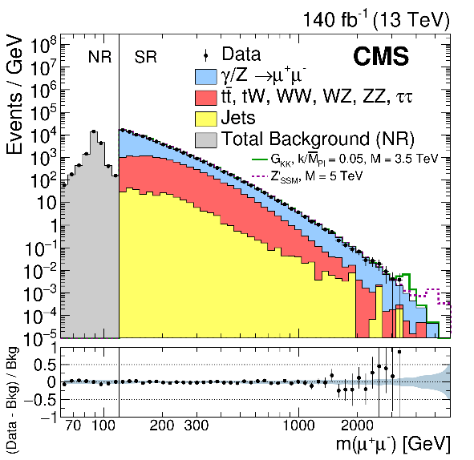 140 fb⁻¹ (13 TeV)
Events / GeV
10⁸
10⁷
10⁶
10⁵
10⁴
10³
10²
10
1
10⁻¹
10⁻²
10⁻³
10⁻⁴
10⁻⁵
NR
SR
CMS
Data
γ/Z →μ⁺μ⁻
tt̄, tW, WW, WZ, ZZ, ττ
Jets
Total Background (NR)
G_KK, k/M̄_Pl = 0.05, M = 3.5 TeV
Z'_SSM, M = 5 TeV
(Data - Bkg) / Bkg
1
0.5
0
−0.5
−1
70 100 200 300 1000 2000
m(μ⁺μ⁻) [GeV]